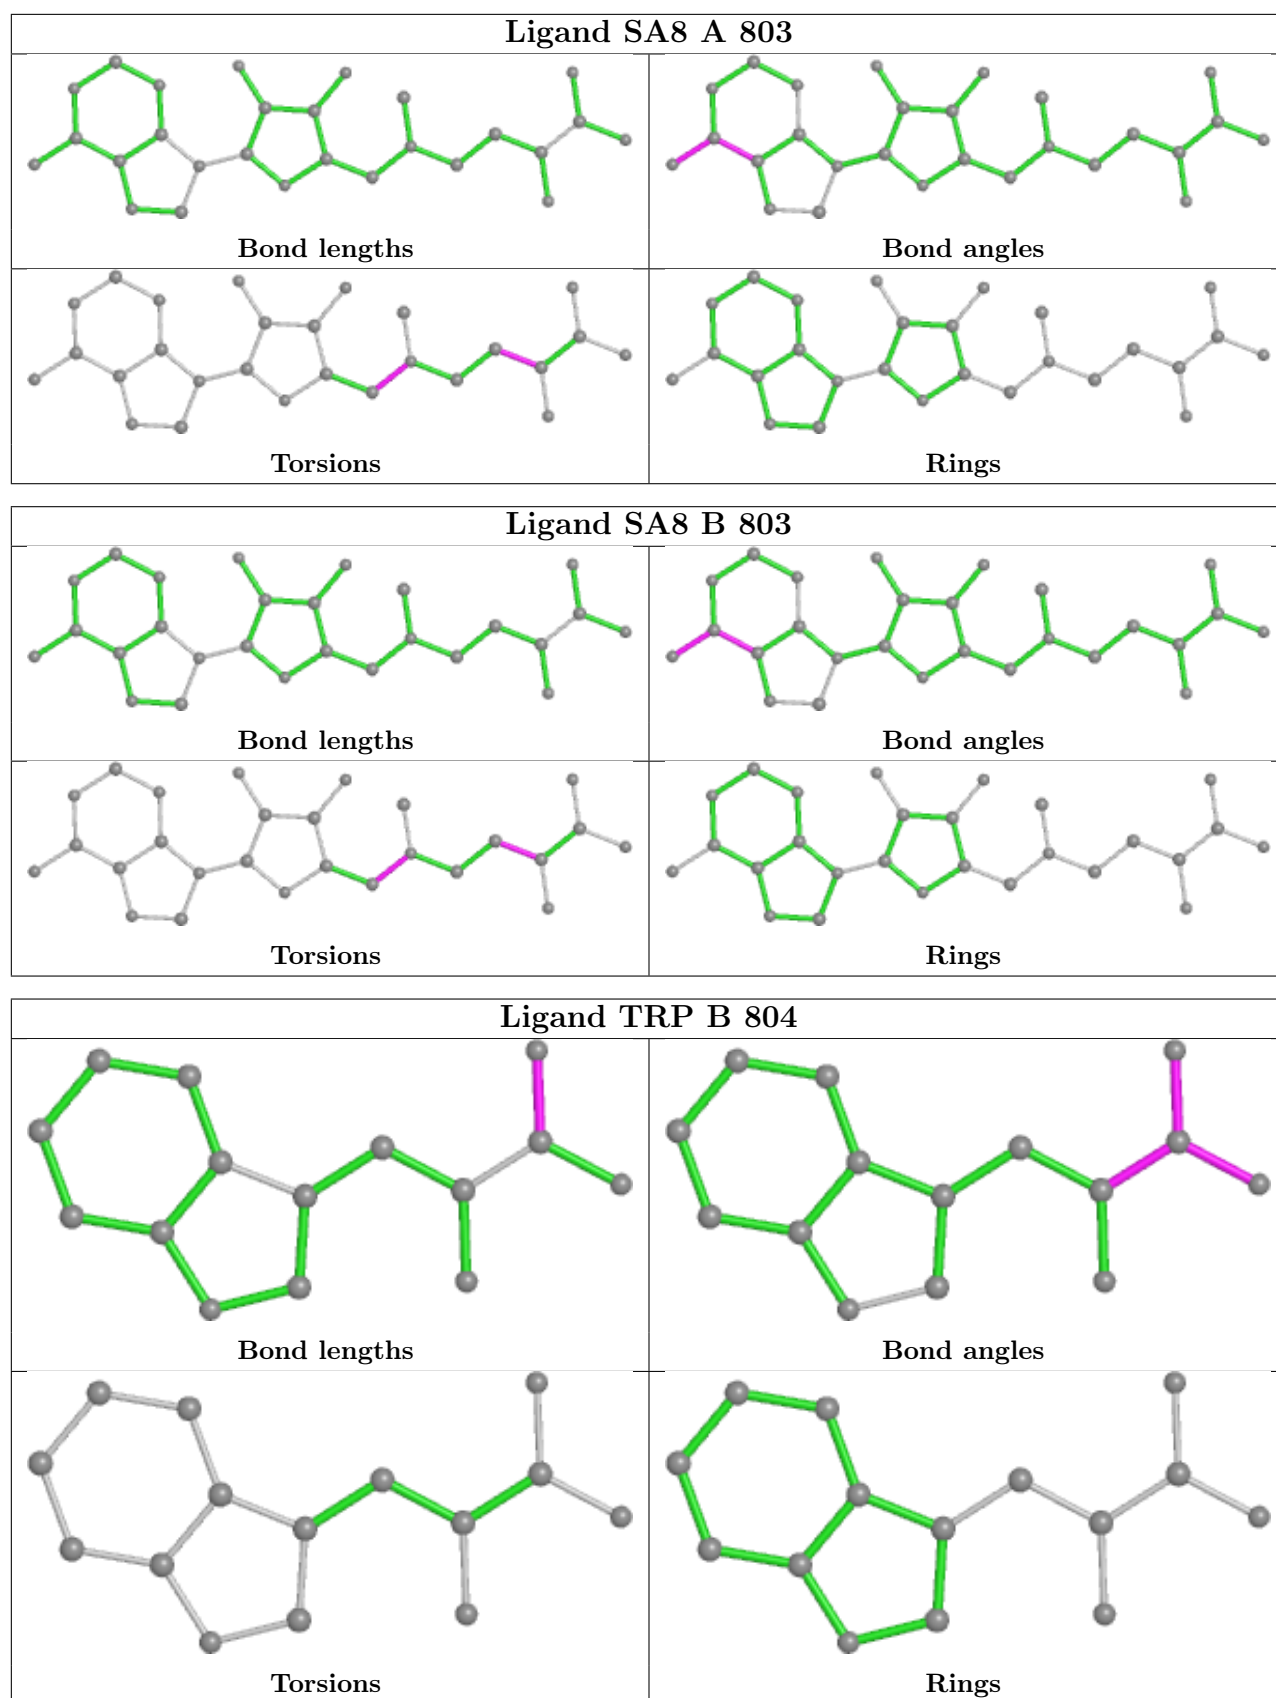 Ligand SA8 A 803
Bond lengths
Bond angles
Torsions
Rings
Ligand SA8 B 803
Bond lengths
Bond angles
Torsions
Rings
Ligand TRP B 804
Bond lengths
Bond angles
Torsions
Rings